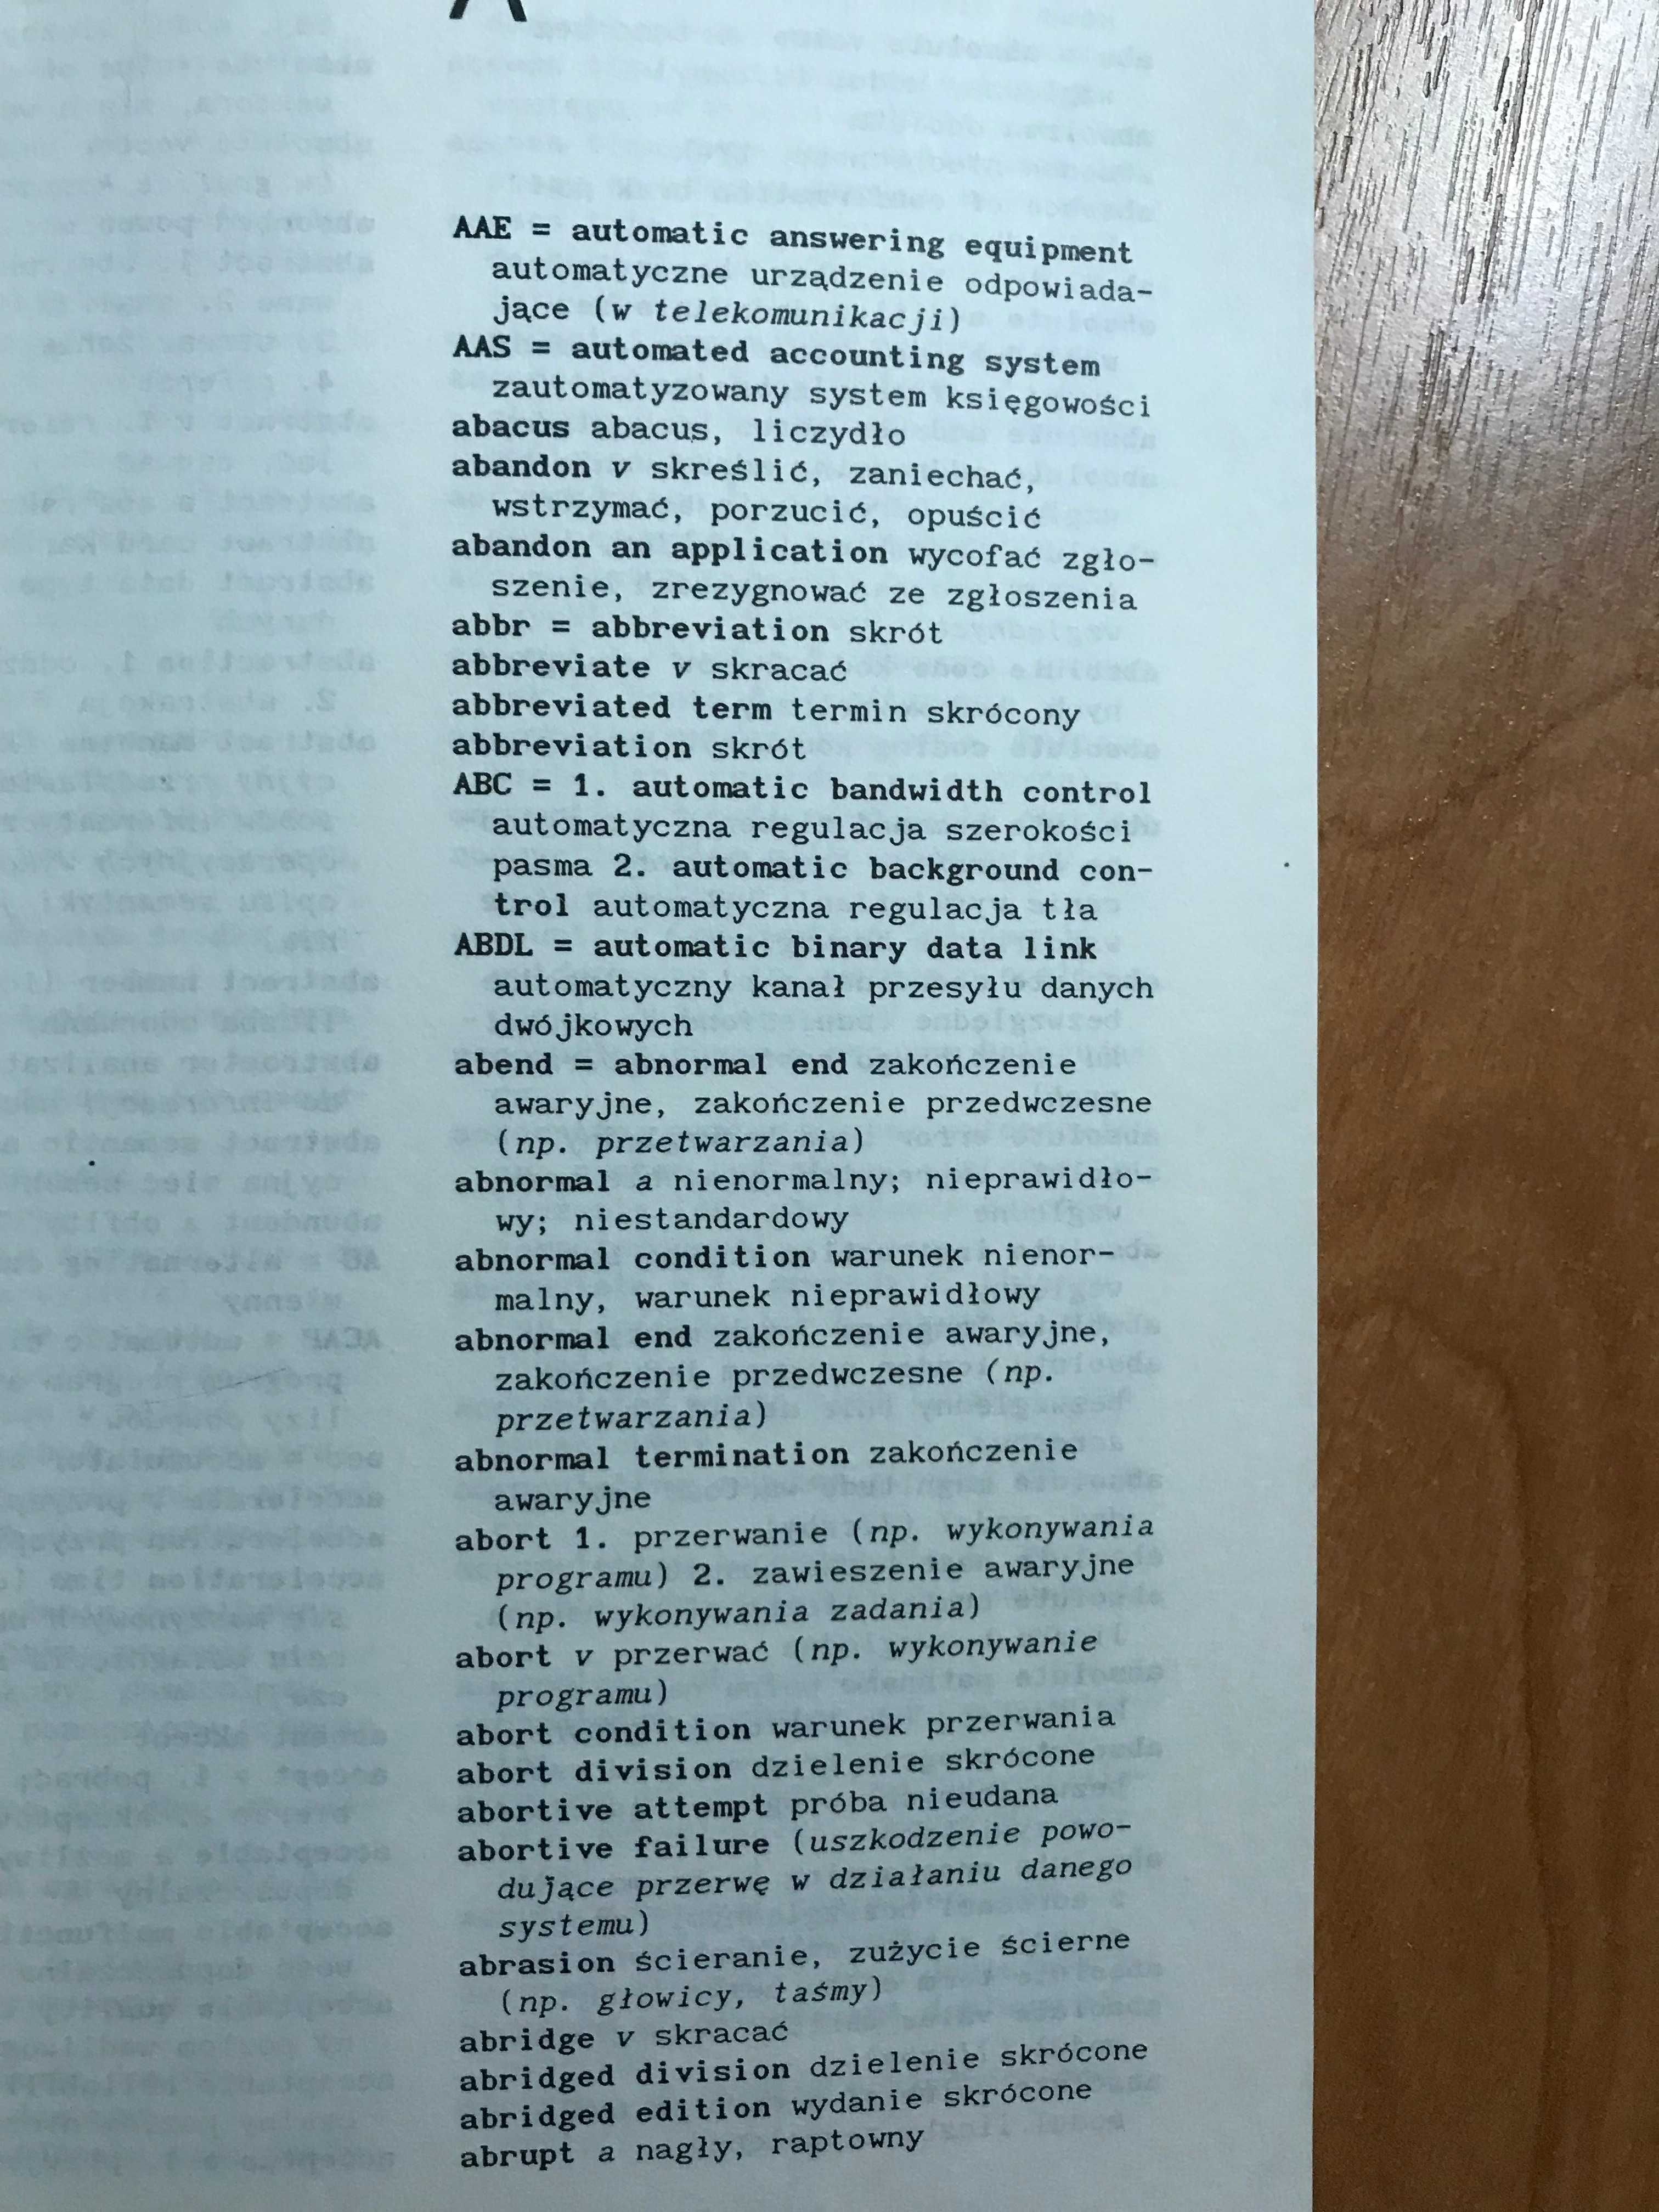 A
AAE = automatic answering equipment
automatyczne urządzenie odpowiada-
jące (w telekomunikacji)
AAS = automated accounting system
zautomatyzowany system księgowości
abacus abacus, liczydło
abandon v skreślić, zaniechać,
wstrzymać, porzucić, opuścić
abandon an application wycofać zgło-
szenie, zrezygnować ze zgłoszenia
abbr = abbreviation skrót
abbreviate v skracać
abbreviated term termin skrócony
abbreviation skrót
ABC = 1. automatic bandwidth control
automatyczna regulacja szerokości
pasma 2. automatic background con-
trol automatyczna regulacja tła
ABDL = automatic binary data link
automatyczny kanał przesyłu danych
dwójkowych
abend = abnormal end zakończenie
awaryjne, zakończenie przedwczesne
(np. przetwarzania)
abnormal a nienormalny; nieprawidło-
wy; niestandardowy
abnormal condition warunek nienor-
malny, warunek nieprawidłowy
abnormal end zakończenie awaryjne,
zakończenie przedwczesne (np.
przetwarzania)
abnormal termination zakończenie
awaryjne
abort 1. przerwanie (np. wykonywania
programu) 2. zawieszenie awaryjne
(np. wykonywania zadania)
abort v przerwać (np. wykonywanie
programu)
abort condition warunek przerwania
abort division dzielenie skrócone
abortive attempt próba nieudana
abortive failure (uszkodzenie powo-
dujące przerwę w działaniu danego
systemu)
abrasion ścieranie, zużycie ścierne
(np. głowicy, taśmy)
abridge v skracać
abridged division dzielenie skrócone
abridged edition wydanie skrócone
abrupt a nagły, raptowny